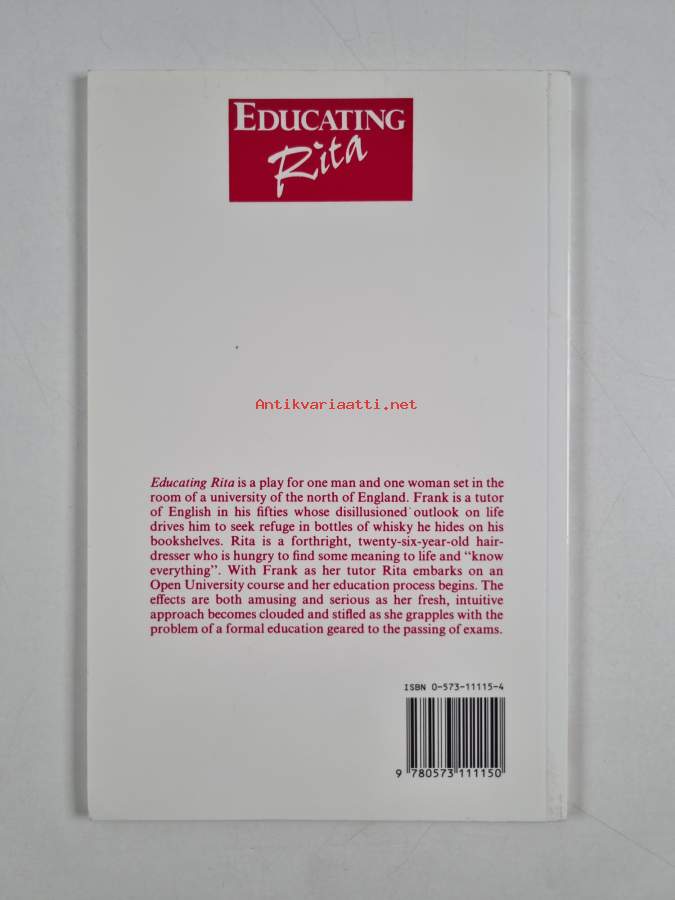 EDUCATING
Rita
Antikvariaatti.net
Educating Rita is a play for one man and one woman set in the
room of a university of the north of England. Frank is a tutor
of English in his fifties whose disillusioned outlook on life
drives him to seek refuge in bottles of whisky he hides on his
bookshelves. Rita is a forthright, twenty-six-year-old hair-
dresser who is hungry to find some meaning to life and “know
everything”. With Frank as her tutor Rita embarks on an
Open University course and her education process begins. The
effects are both amusing and serious as her fresh, intuitive
approach becomes clouded and stifled as she grapples with the
problem of a formal education geared to the passing of exams.
ISBN 0-573-11115-4
9 780573 111150